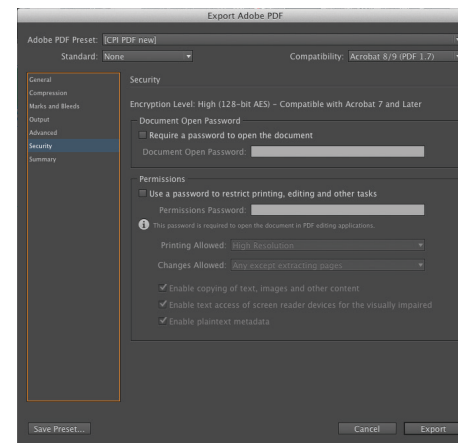 Export Adobe PDF
Adobe PDF Preset: [CPI PDF new]
Standard: None Compatibility: Acrobat 8/9 (PDF 1.7)
General
Compression
Marks and Bleeds
Output
Advanced
Security
Summary
Security
Encryption Level: High (128-bit AES) – Compatible with Acrobat 7 and Later
Document Open Password
Require a password to open the document
Document Open Password:
Permissions
Use a password to restrict printing, editing and other tasks
Permissions Password:
This password is required to open the document in PDF editing applications.
Printing Allowed: High Resolution
Changes Allowed: Any except extracting pages
Enable copying of text, images and other content
Enable text access of screen reader devices for the visually impaired
Enable plaintext metadata
Save Preset... Cancel Export